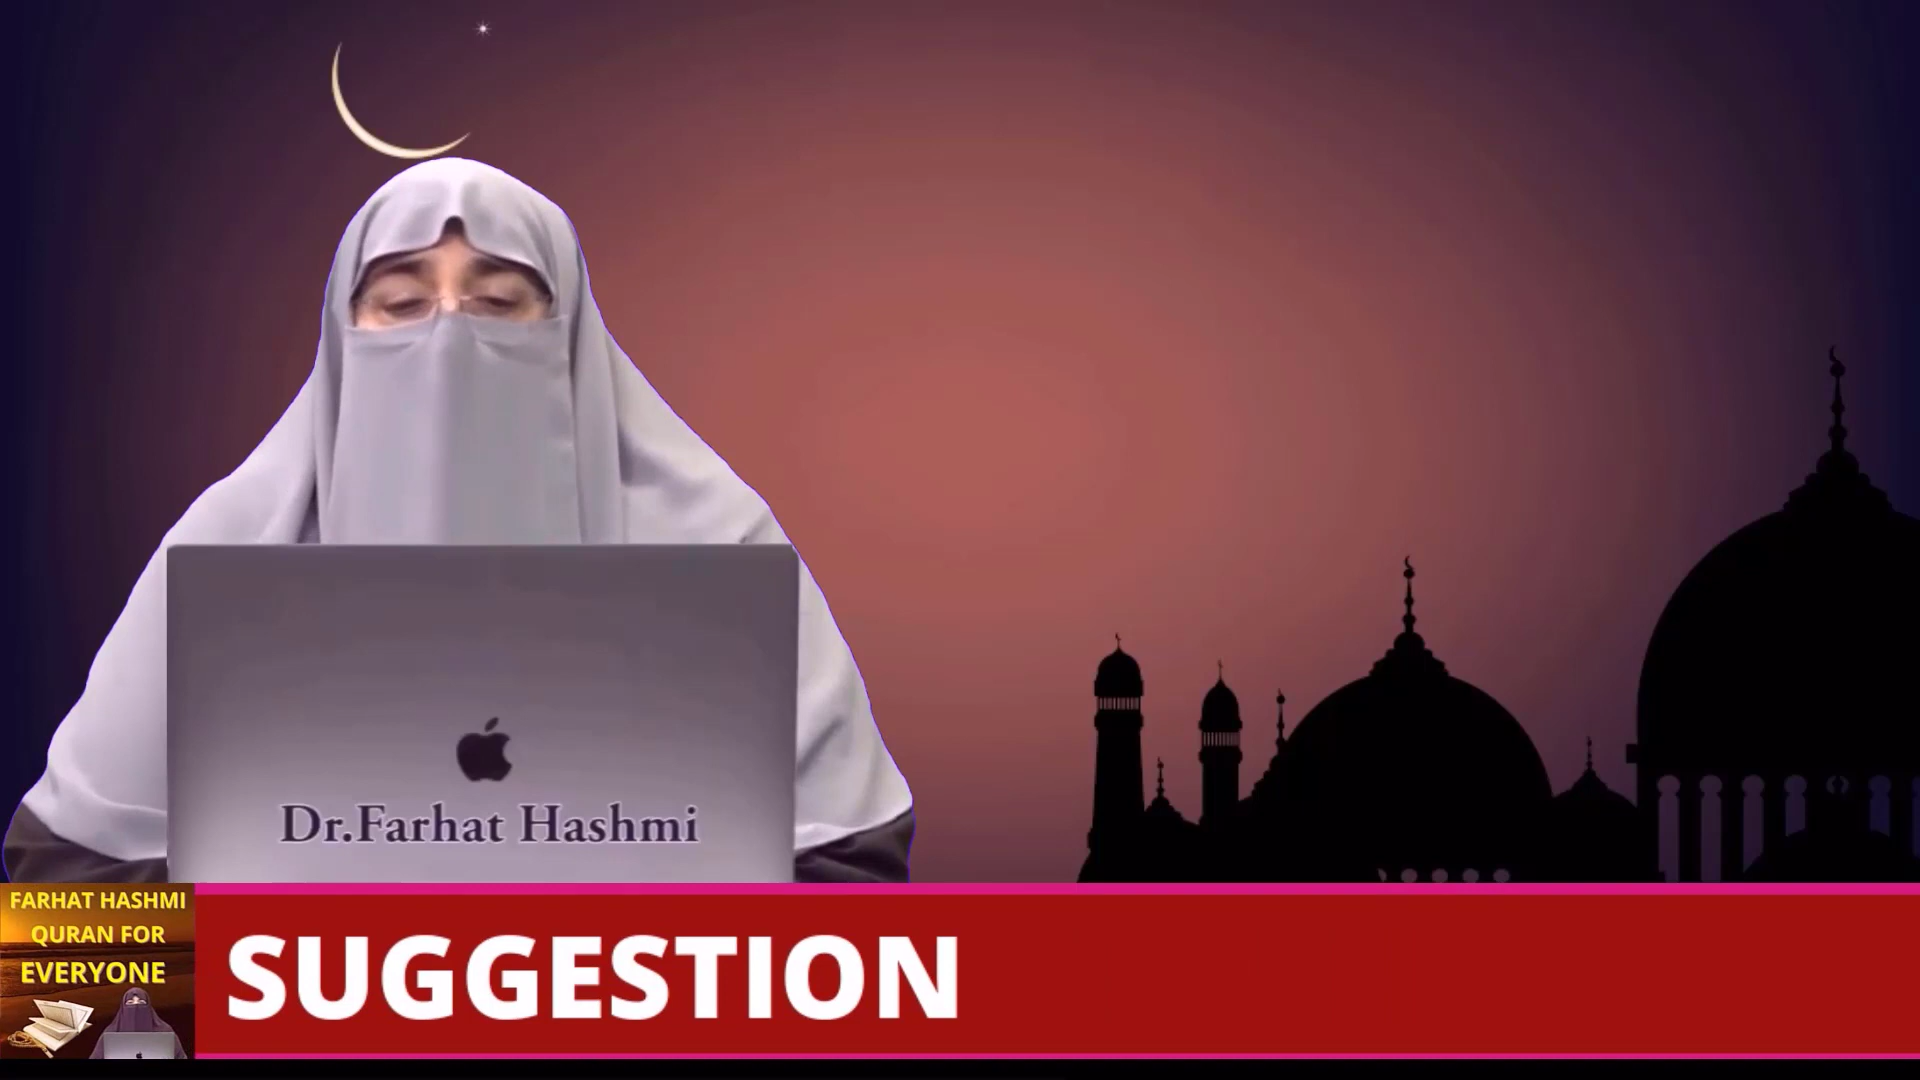 Dr.Farhat Hashmi
FARHAT HASHMI
QURAN FOR
EVERYONE
SUGGESTION